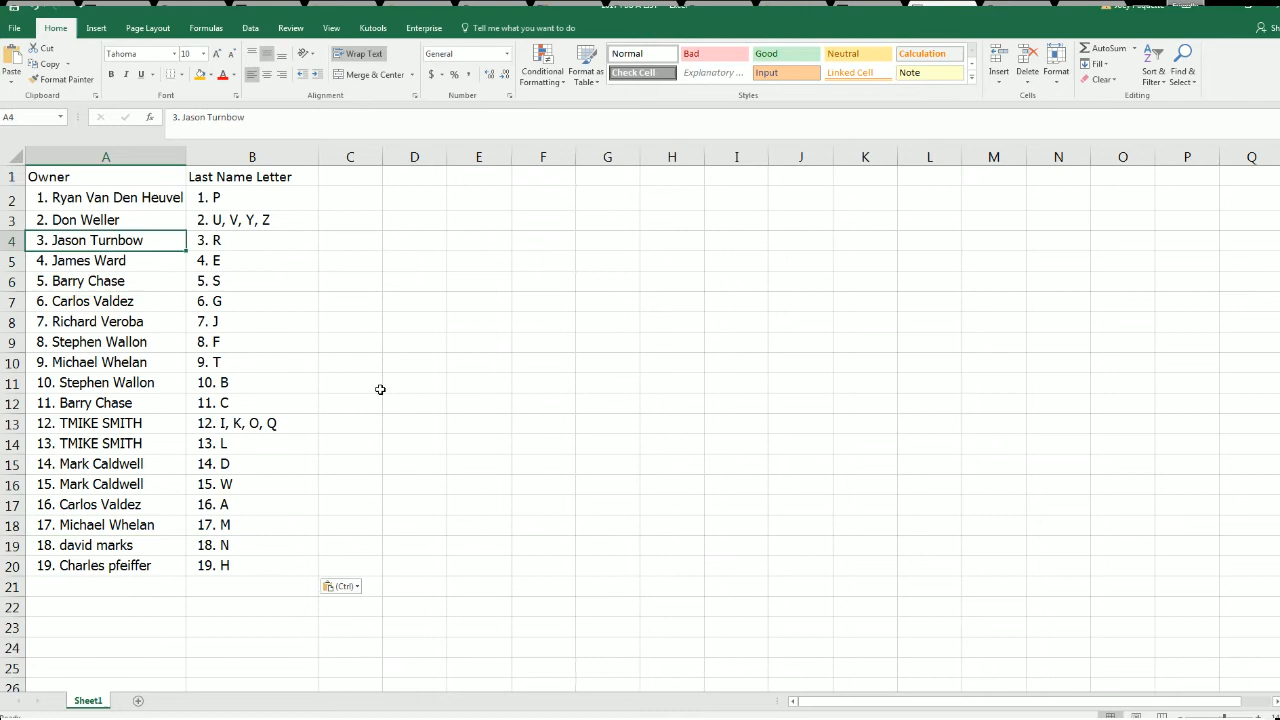 File Home Insert Page Layout Formulas Data Review View Kutools Enterprise Tell me what you want to do
Paste Cut Copy Format Painter
Tahoma 10 Wrap Text Merge & Center General
B I U A A A $ % ,
Conditional Formatting Format as Table
Normal Bad Good Neutral Calculation
Check Cell Explanatory ... Input Linked Cell Note
Insert Delete Format
AutoSum Fill Clear Sort & Filter Find & Select
Clipboard Font Alignment Number Styles Cells Editing
A4 fx 3. Jason Turnbow
A B C D E F G H I J K L M N O P Q
1 Owner Last Name Letter
2 1. Ryan Van Den Heuvel 1. P
3 2. Don Weller 2. U, V, Y, Z
4 3. Jason Turnbow 3. R
5 4. James Ward 4. E
6 5. Barry Chase 5. S
7 6. Carlos Valdez 6. G
8 7. Richard Veroba 7. J
9 8. Stephen Wallon 8. F
10 9. Michael Whelan 9. T
11 10. Stephen Wallon 10. B
12 11. Barry Chase 11. C
13 12. TMIKE SMITH 12. I, K, O, Q
14 13. TMIKE SMITH 13. L
15 14. Mark Caldwell 14. D
16 15. Mark Caldwell 15. W
17 16. Carlos Valdez 16. A
18 17. Michael Whelan 17. M
19 18. david marks 18. N
20 19. Charles pfeiffer 19. H
21 (Ctrl)
22
23
24
25
26
Sheet1